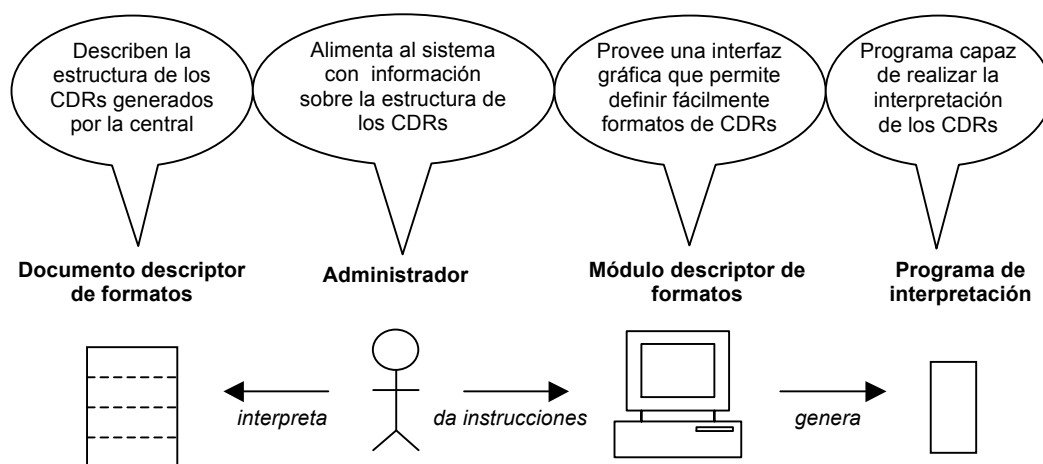 Describen la
estructura de los
CDRs generados
por la central
Alimenta al sistema
con información
sobre la estructura de
los CDRs
Provee una interfaz
gráfica que permite
definir fácilmente
formatos de CDRs
Programa capaz
de realizar la
interpretación
de los CDRs
Documento descriptor
de formatos
Administrador
Módulo descriptor de
formatos
Programa de
interpretación
interpreta
da instrucciones
genera